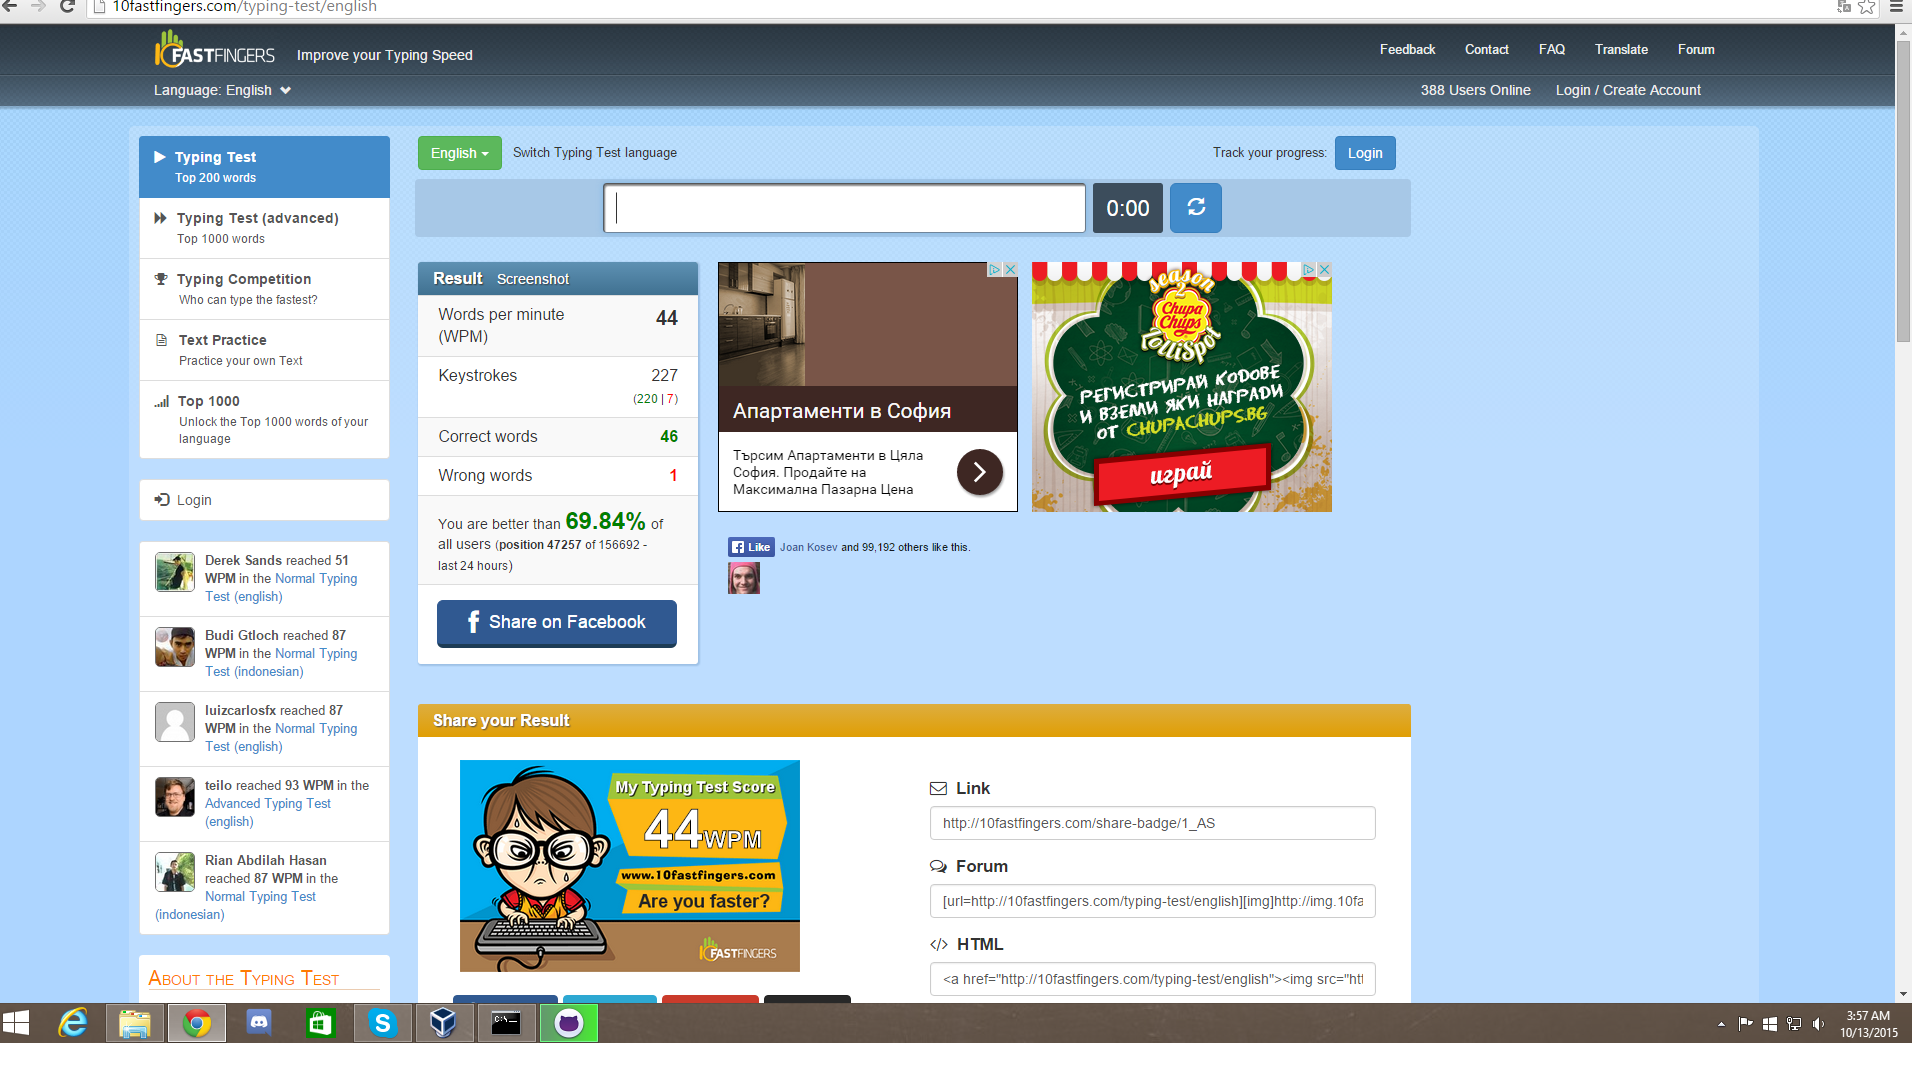 10fastfingers.com/typing-test/english
FASTFINGERS
Improve your Typing Speed
Feedback
Contact
FAQ
Translate
Forum
Language: English
388 Users Online
Login / Create Account
Typing Test
Top 200 words
Typing Test (advanced)
Top 1000 words
Typing Competition
Who can type the fastest?
Text Practice
Practice your own Text
Top 1000
Unlock the Top 1000 words of your
language
Login
Derek Sands reached 51
WPM in the Normal Typing
Test (english)
Budi Gtloch reached 87
WPM in the Normal Typing
Test (indonesian)
luizcarlosfx reached 87
WPM in the Normal Typing
Test (english)
teilo reached 93 WPM in the
Advanced Typing Test
(english)
Rian Abdilah Hasan
reached 87 WPM in the
Normal Typing Test
(indonesian)
About the Typing Test
English
Switch Typing Test language
Track your progress:
Login
0:00
Result
Screenshot
Words per minute
(WPM)
44
Keystrokes
227
(220 | 7)
Correct words
46
Wrong words
1
You are better than 69.84% of
all users (position 47257 of 156692 -
last 24 hours)
Share on Facebook
Апартаменти в София
Търсим Апартаменти в Цяла
София. Продайте на
Максимална Пазарна Цена
season
2
Chupa
Chups
LolliSpot
РЕГИСТРИРАЙ КОДОВЕ
И ВЗЕМИ ЯКИ НАГРАДИ
ОТ CHUPACHUPS.BG
играй
Like
Joan Kosev and 99,192 others like this.
Share your Result
My Typing Test Score
44 WPM
www.10fastfingers.com
Are you faster?
FASTFINGERS
Link
http://10fastfingers.com/share-badge/1_AS
Forum
[url=http://10fastfingers.com/typing-test/english][img]http://img.10fa
</> HTML
<a href="http://10fastfingers.com/typing-test/english"><img src="htt
C:\_
3:57 AM
10/13/2015